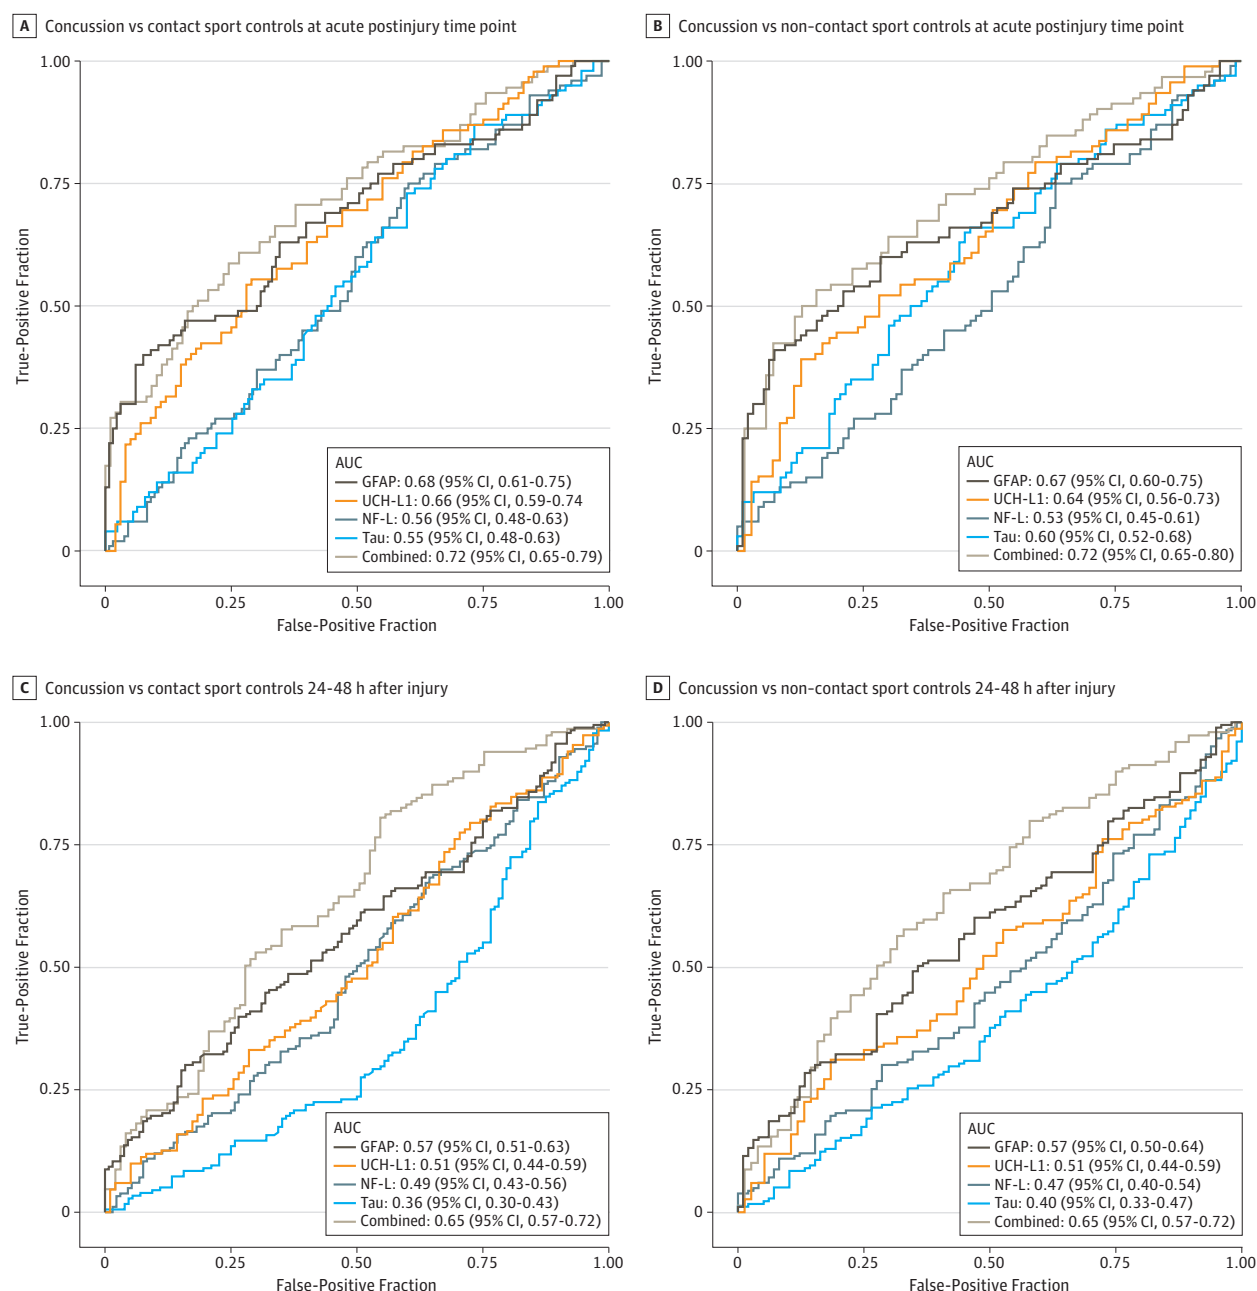 A Concussion vs contact sport controls at acute postinjury time point
1.00
0.75
0.50
0.25
0
True-Positive Fraction
AUC
GFAP: 0.68 (95% CI, 0.61-0.75)
UCH-L1: 0.66 (95% CI, 0.59-0.74
NF-L: 0.56 (95% CI, 0.48-0.63)
Tau: 0.55 (95% CI, 0.48-0.63)
Combined: 0.72 (95% CI, 0.65-0.79)
0 0.25 0.50 0.75 1.00
False-Positive Fraction
B Concussion vs non-contact sport controls at acute postinjury time point
1.00
0.75
0.50
0.25
0
True-Positive Fraction
AUC
GFAP: 0.67 (95% CI, 0.60-0.75)
UCH-L1: 0.64 (95% CI, 0.56-0.73)
NF-L: 0.53 (95% CI, 0.45-0.61)
Tau: 0.60 (95% CI, 0.52-0.68)
Combined: 0.72 (95% CI, 0.65-0.80)
0 0.25 0.50 0.75 1.00
False-Positive Fraction
C Concussion vs contact sport controls 24-48 h after injury
1.00
0.75
0.50
0.25
0
True-Positive Fraction
AUC
GFAP: 0.57 (95% CI, 0.51-0.63)
UCH-L1: 0.51 (95% CI, 0.44-0.59)
NF-L: 0.49 (95% CI, 0.43-0.56)
Tau: 0.36 (95% CI, 0.30-0.43)
Combined: 0.65 (95% CI, 0.57-0.72)
0 0.25 0.50 0.75 1.00
False-Positive Fraction
D Concussion vs non-contact sport controls 24-48 h after injury
1.00
0.75
0.50
0.25
0
True-Positive Fraction
AUC
GFAP: 0.57 (95% CI, 0.50-0.64)
UCH-L1: 0.51 (95% CI, 0.44-0.59)
NF-L: 0.47 (95% CI, 0.40-0.54)
Tau: 0.40 (95% CI, 0.33-0.47)
Combined: 0.65 (95% CI, 0.57-0.72)
0 0.25 0.50 0.75 1.00
False-Positive Fraction